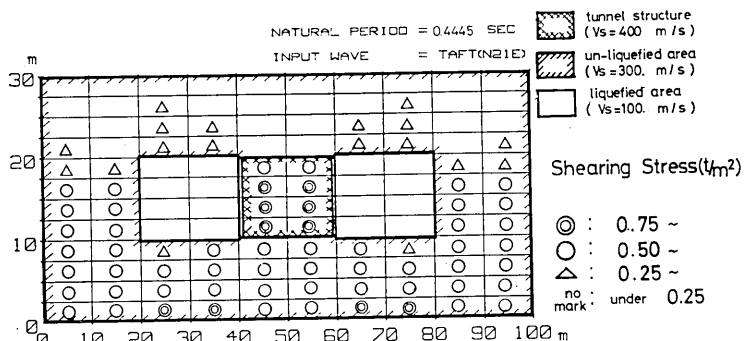 NATURAL PERIOD = 0.4445 SEC
INPUT WAVE = TAFT(N21E)
tunnel structure
(Vs=400 m/s)
un-liquefied area
(Vs=300. m/s)
liquefied area
(Vs=100. m/s)
m
30
20
10
0
0 10 20 30 40 50 60 70 80 90 100 m
Shearing Stress(t/m²)
◎ : 0.75 ~
○ : 0.50 ~
△ : 0.25 ~
no mark : under 0.25